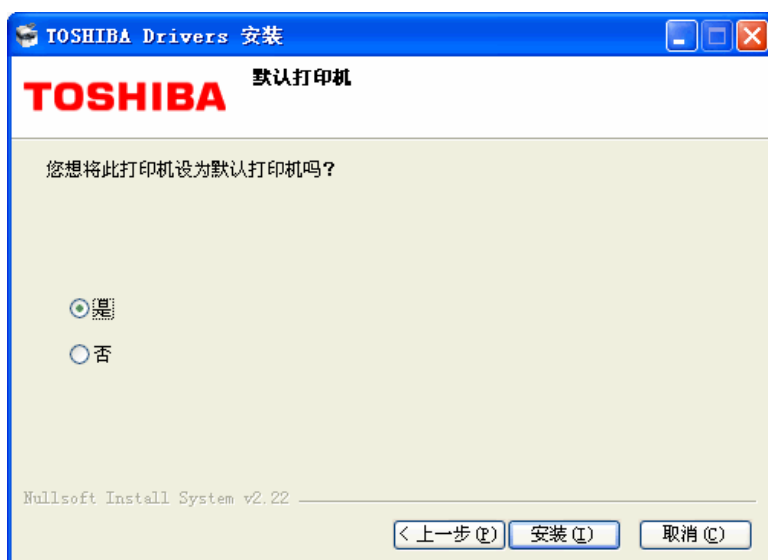 TOSHIBA Drivers 安装
TOSHIBA
默认打印机
您想将此打印机设为默认打印机吗?
是
否
Nullsoft Install System v2.22
< 上一步(P) 安装(I) 取消(C)